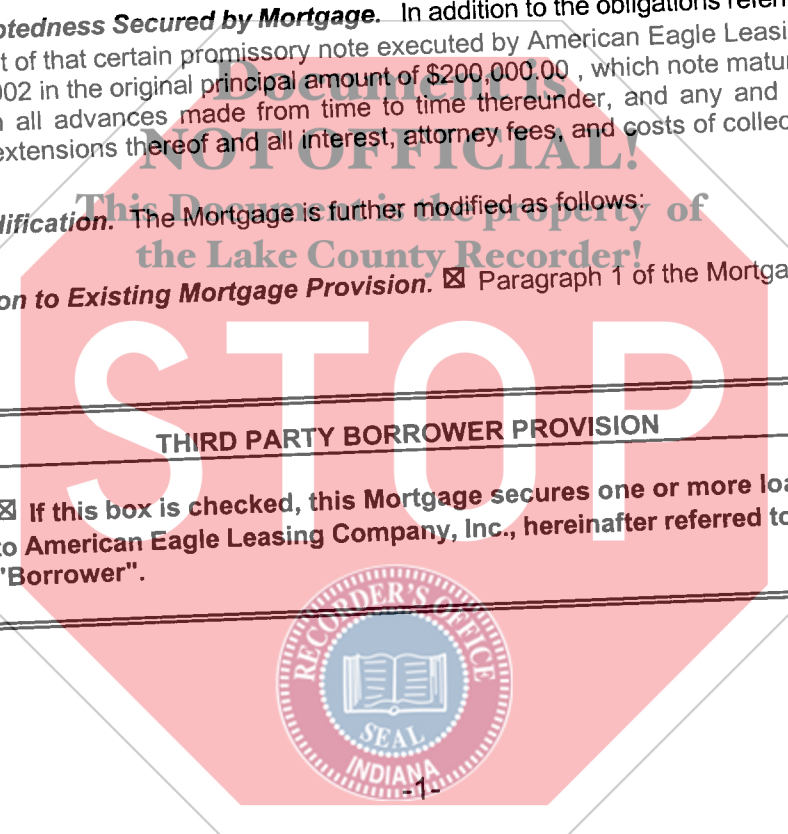 ptedness Secured by Mortgage. In addition to the obligations referr
t of that certain promissory note executed by American Eagle Leasi
002 in the original principal amount of $200,000.00 , which note matur
all advances made from time to time thereunder, and any and
extensions thereof and all interest, attorney fees, and costs of collec
Document is
NOT OFFICIAL!
This Document is the property of
the Lake County Recorder!
dification. The Mortgage is further modified as follows:
on to Existing Mortgage Provision. ☒ Paragraph 1 of the Mortga
STOP
THIRD PARTY BORROWER PROVISION
☒ If this box is checked, this Mortgage secures one or more loa
to American Eagle Leasing Company, Inc., hereinafter referred to
"Borrower".
RECORDER'S OFFICE
SEAL
INDIANA
-1-